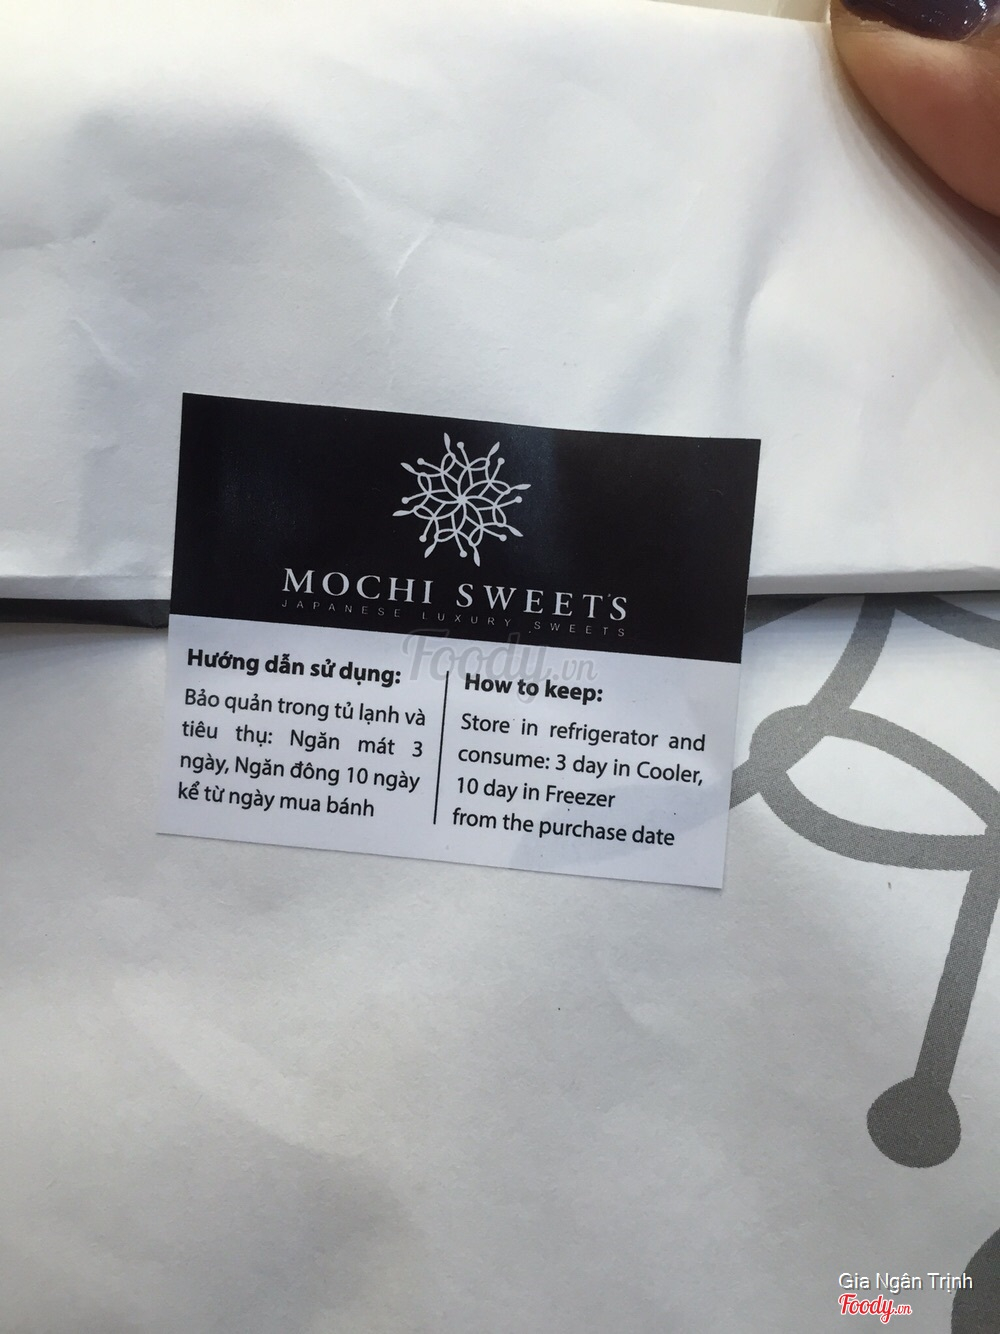 MOCHI SWEETS
JAPANESE LUXURY SWEETS
Hướng dẫn sử dụng:
Bảo quản trong tủ lạnh và
tiêu thụ: Ngăn mát 3
ngày, Ngăn đông 10 ngày
kể từ ngày mua bánh
How to keep:
Store in refrigerator and
consume: 3 day in Cooler,
10 day in Freezer
from the purchase date
Foody.vn
Gia Ngân Trịnh
Foody.vn